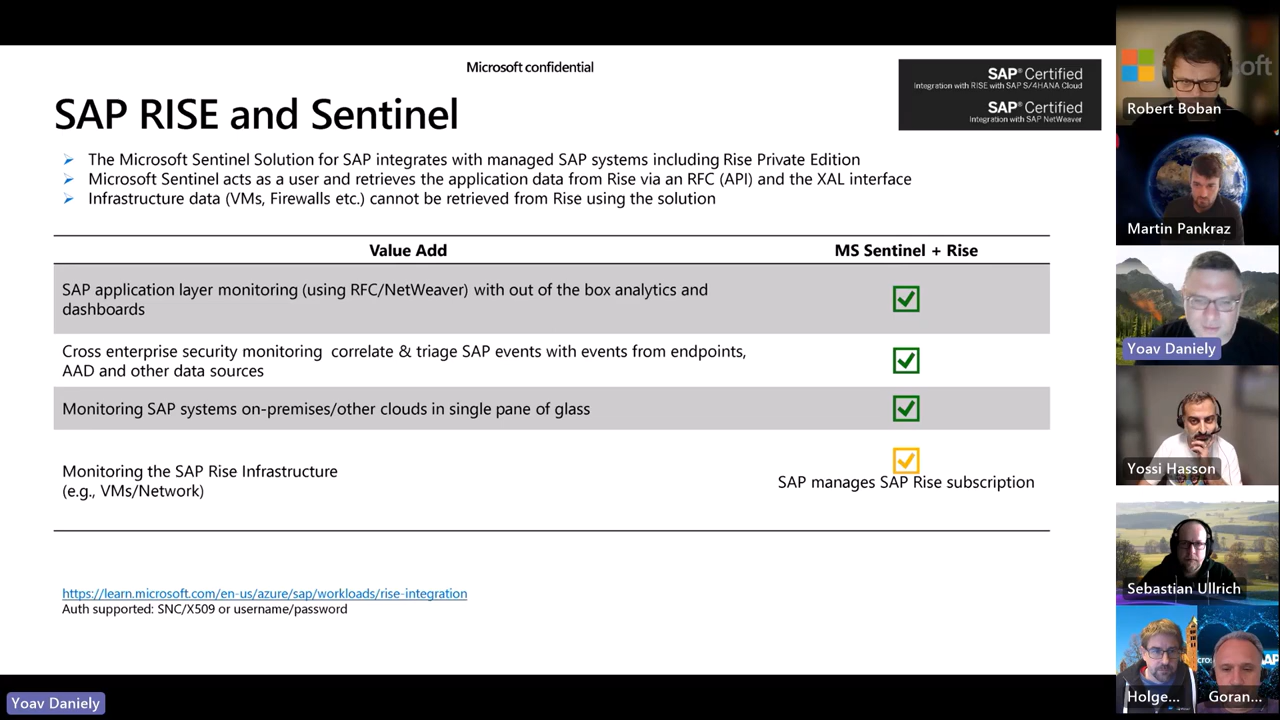 Microsoft confidential
SAP® Certified
Integration with RISE with SAP S/4HANA Cloud
SAP® Certified
Integration with SAP NetWeaver
SAP RISE and Sentinel
The Microsoft Sentinel Solution for SAP integrates with managed SAP systems including Rise Private Edition
Microsoft Sentinel acts as a user and retrieves the application data from Rise via an RFC (API) and the XAL interface
Infrastructure data (VMs, Firewalls etc.) cannot be retrieved from Rise using the solution
Value Add
MS Sentinel + Rise
SAP application layer monitoring (using RFC/NetWeaver) with out of the box analytics and
dashboards
Cross enterprise security monitoring correlate & triage SAP events with events from endpoints,
AAD and other data sources
Monitoring SAP systems on-premises/other clouds in single pane of glass
Monitoring the SAP Rise Infrastructure
(e.g., VMs/Network)
SAP manages SAP Rise subscription
https://learn.microsoft.com/en-us/azure/sap/workloads/rise-integration
Auth supported: SNC/X509 or username/password
Yoav Daniely
Robert Boban
Martin Pankraz
Yoav Daniely
Yossi Hasson
Sebastian Ullrich
Holge...
Goran...